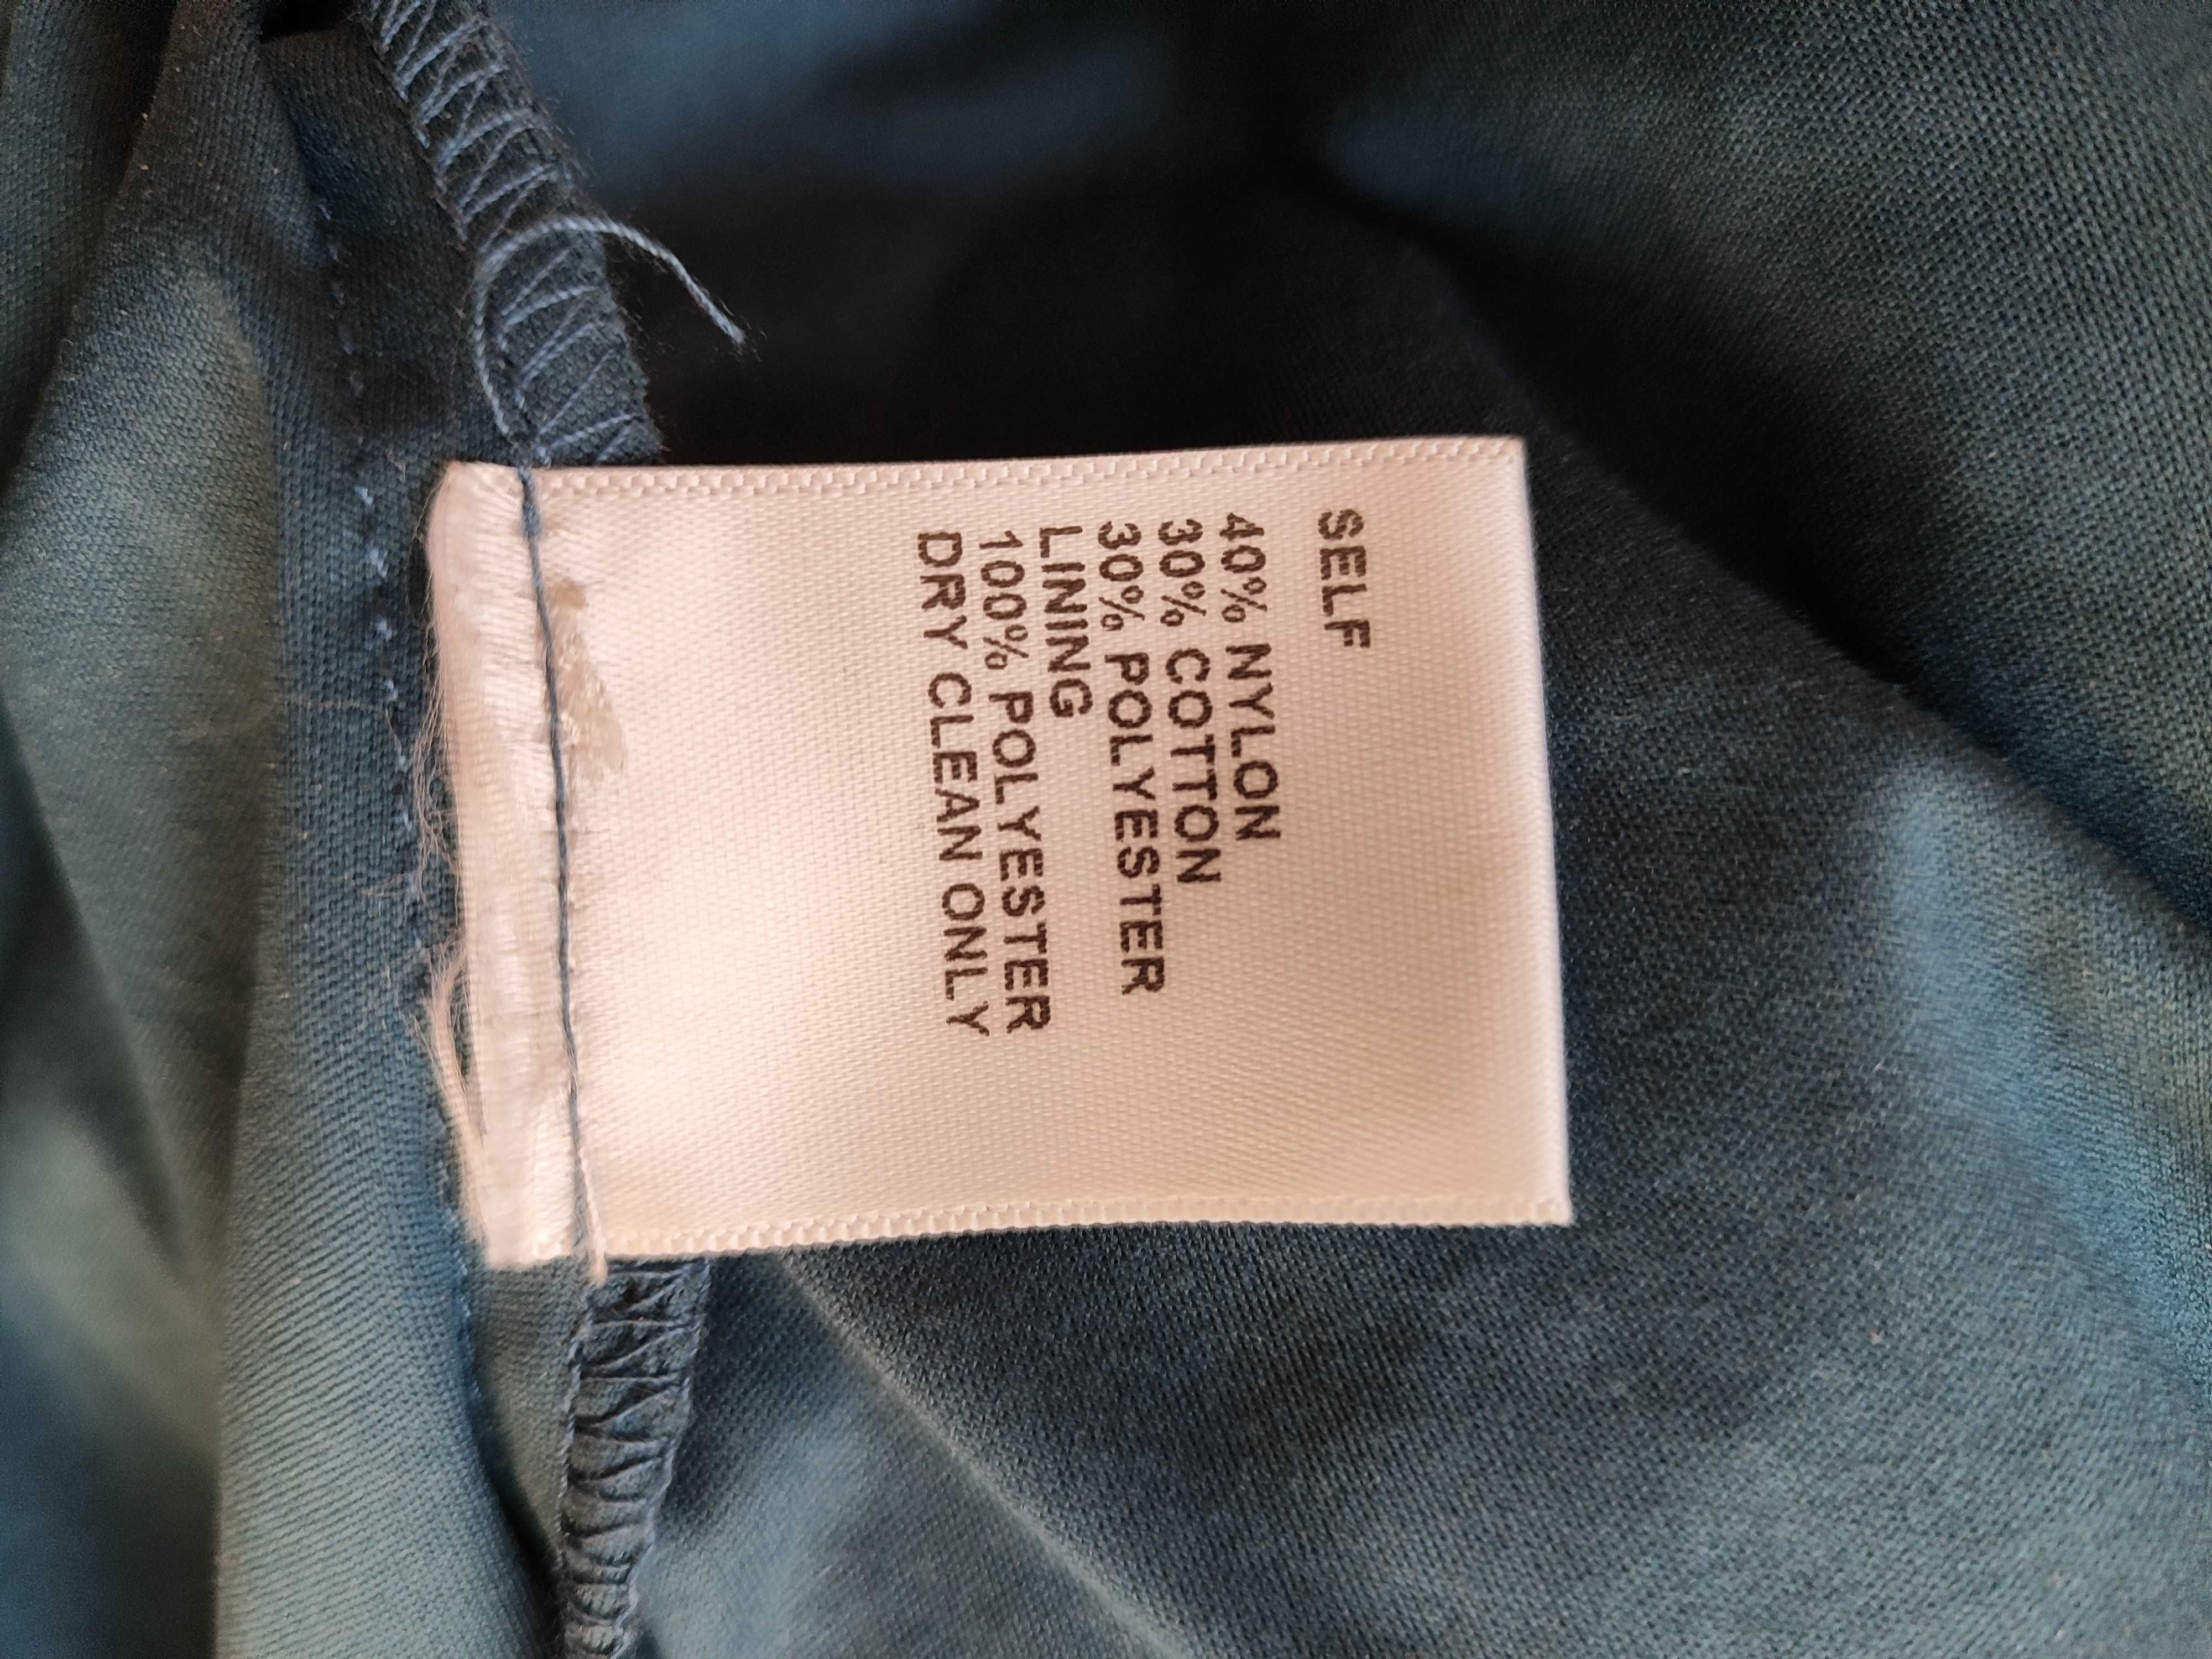 SELF
40% NYLON
30% COTTON
30% POLYESTER
LINING
100% POLYESTER
DRY CLEAN ONLY